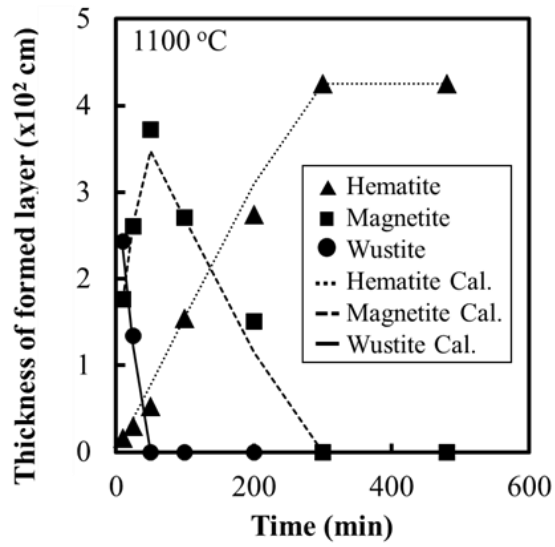 1100 °C
Thickness of formed layer (x10² cm)
5
4
3
2
1
0
Hematite
Magnetite
Wustite
Hematite Cal.
Magnetite Cal.
Wustite Cal.
0
200
400
600
Time (min)